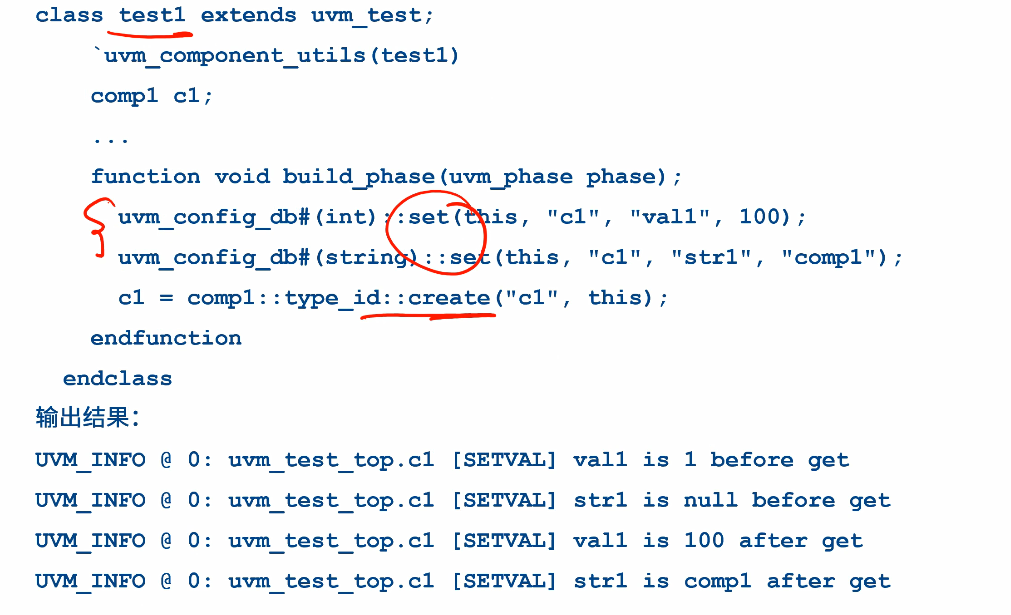 class test1 extends uvm_test;
`uvm_component_utils(test1)
comp1 c1;
...
function void build_phase(uvm_phase phase);
uvm_config_db#(int)::set(this, "c1", "val1", 100);
uvm_config_db#(string)::set(this, "c1", "str1", "comp1");
c1 = comp1::type_id::create("c1", this);
endfunction
endclass
输出结果：
UVM_INFO @ 0: uvm_test_top.c1 [SETVAL] val1 is 1 before get
UVM_INFO @ 0: uvm_test_top.c1 [SETVAL] str1 is null before get
UVM_INFO @ 0: uvm_test_top.c1 [SETVAL] val1 is 100 after get
UVM_INFO @ 0: uvm_test_top.c1 [SETVAL] str1 is comp1 after get